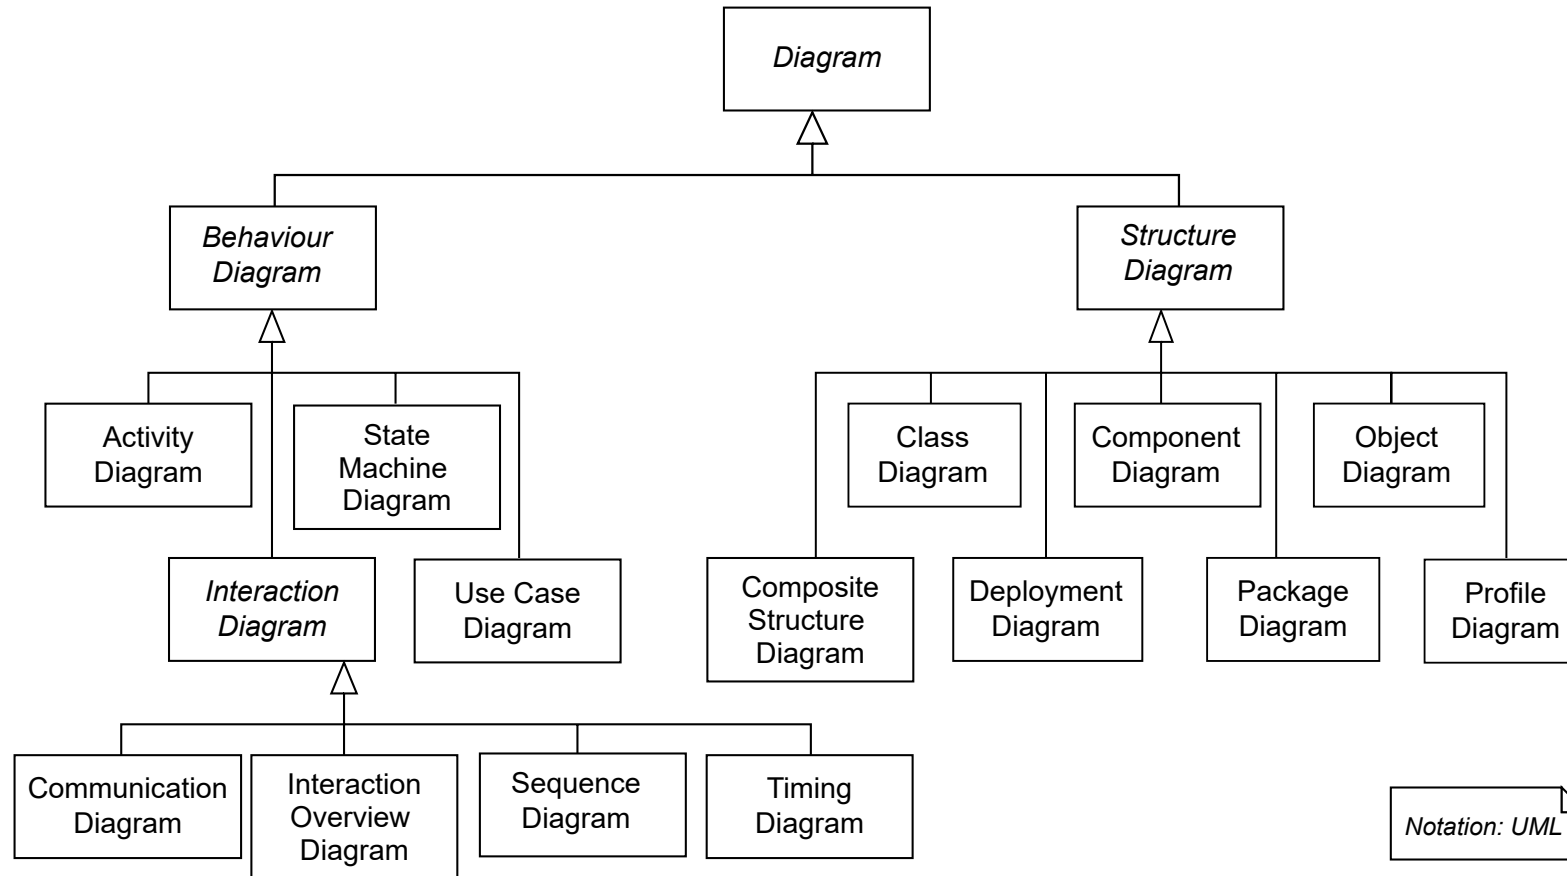 Diagram
Behaviour
Diagram
Structure
Diagram
Activity
Diagram
State
Machine
Diagram
Class
Diagram
Component
Diagram
Object
Diagram
Interaction
Diagram
Use Case
Diagram
Composite
Structure
Diagram
Deployment
Diagram
Package
Diagram
Profile
Diagram
Communication
Diagram
Interaction
Overview
Diagram
Sequence
Diagram
Timing
Diagram
Notation: UML